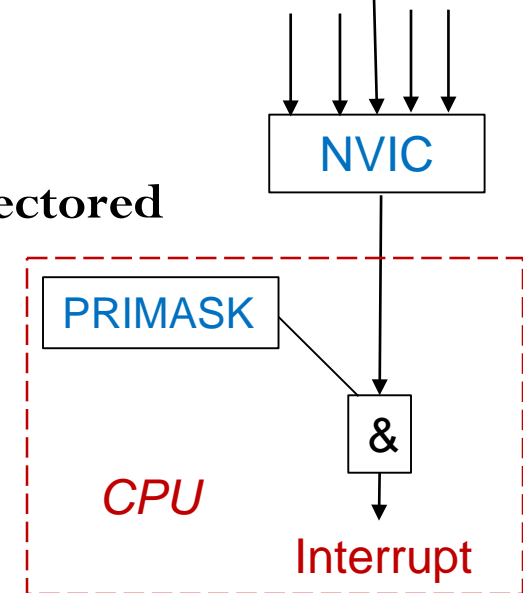 NVIC
ectored
PRIMASK
&
CPU
Interrupt